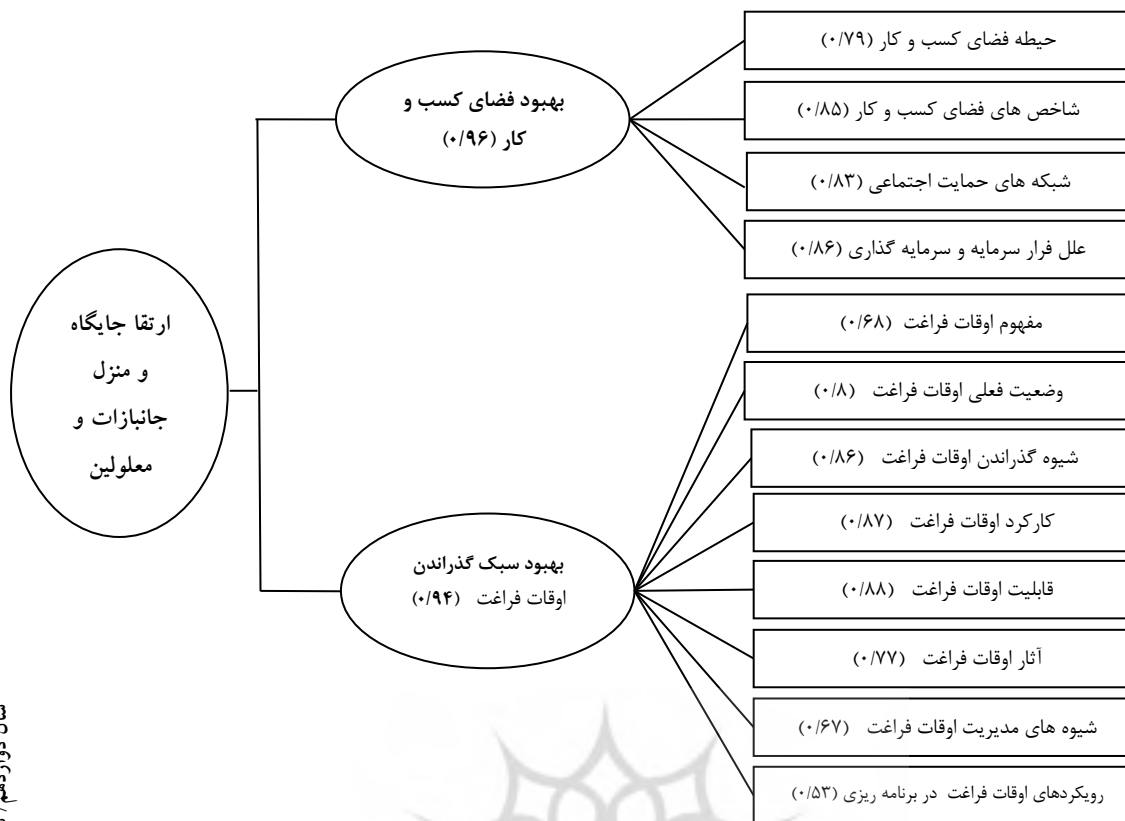 حیطه فضای کسب و کار (۰/۷۹)
شاخص های فضای کسب و کار (۰/۸۵)
شبکه های حمایت اجتماعی (۰/۸۳)
علل فرار سرمایه و سرمایه گذاری (۰/۸۶)
بهبود فضای کسب و
کار (۰/۹۶)
ارتقا جایگاه
و منزل
جانبازات و
معلولین
مفهوم اوقات فراغت (۰/۶۸)
وضعیت فعلی اوقات فراغت (۰/۸)
شیوه گذراندن اوقات فراغت (۰/۸۶)
کارکرد اوقات فراغت (۰/۸۷)
قابلیت اوقات فراغت (۰/۸۸)
آثار اوقات فراغت (۰/۷۷)
شیوه های مدیریت اوقات فراغت (۰/۶۷)
رویکردهای اوقات فراغت در برنامه ریزی (۰/۵۳)
بهبود سبک گذراندن
اوقات فراغت (۰/۹۴)
سال دوازدهم /